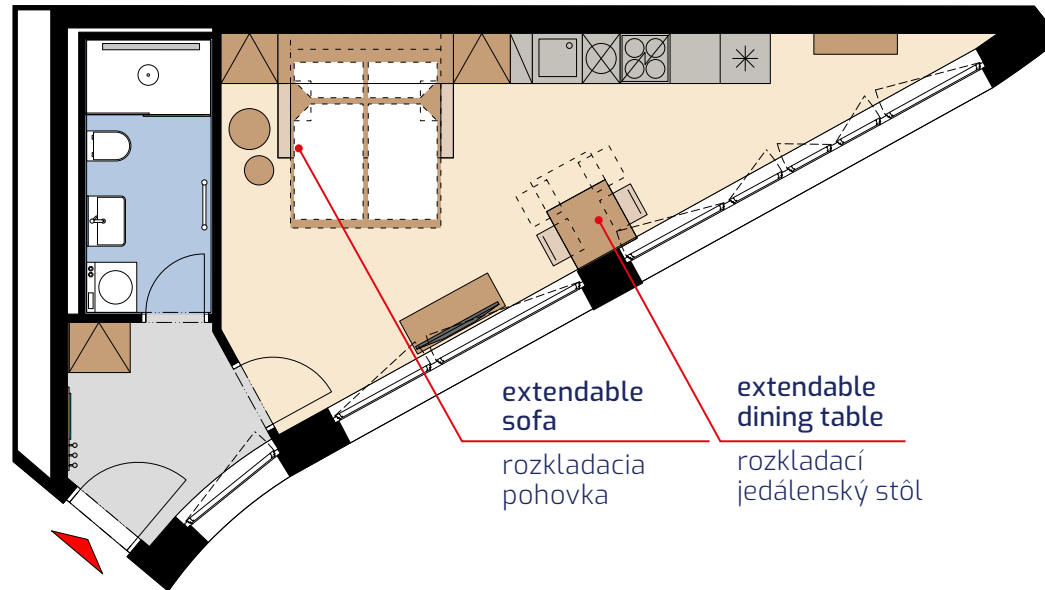 extendable
sofa
rozkladacia
pohovka
extendable
dining table
rozkladací
jedálenský stôl